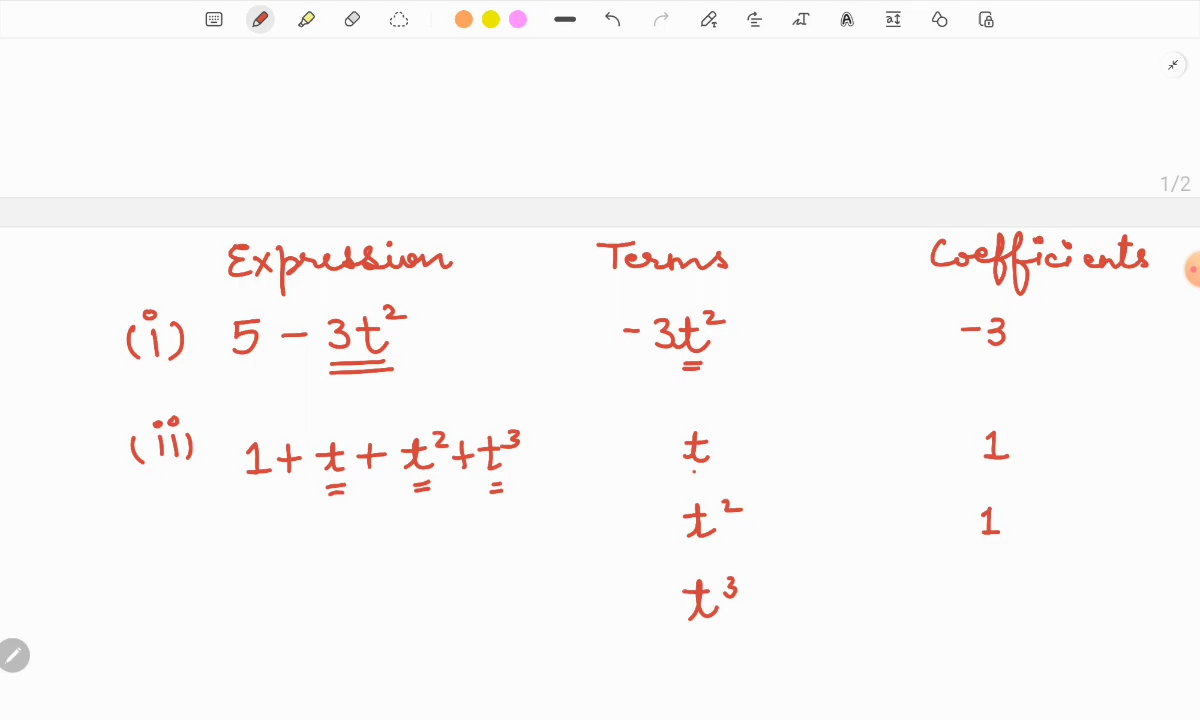 1/2
Expression Terms Coefficients
(i) 5 - 3t² -3t² -3
(ii) 1 + t + t² + t³ t 1
t² 1
t³